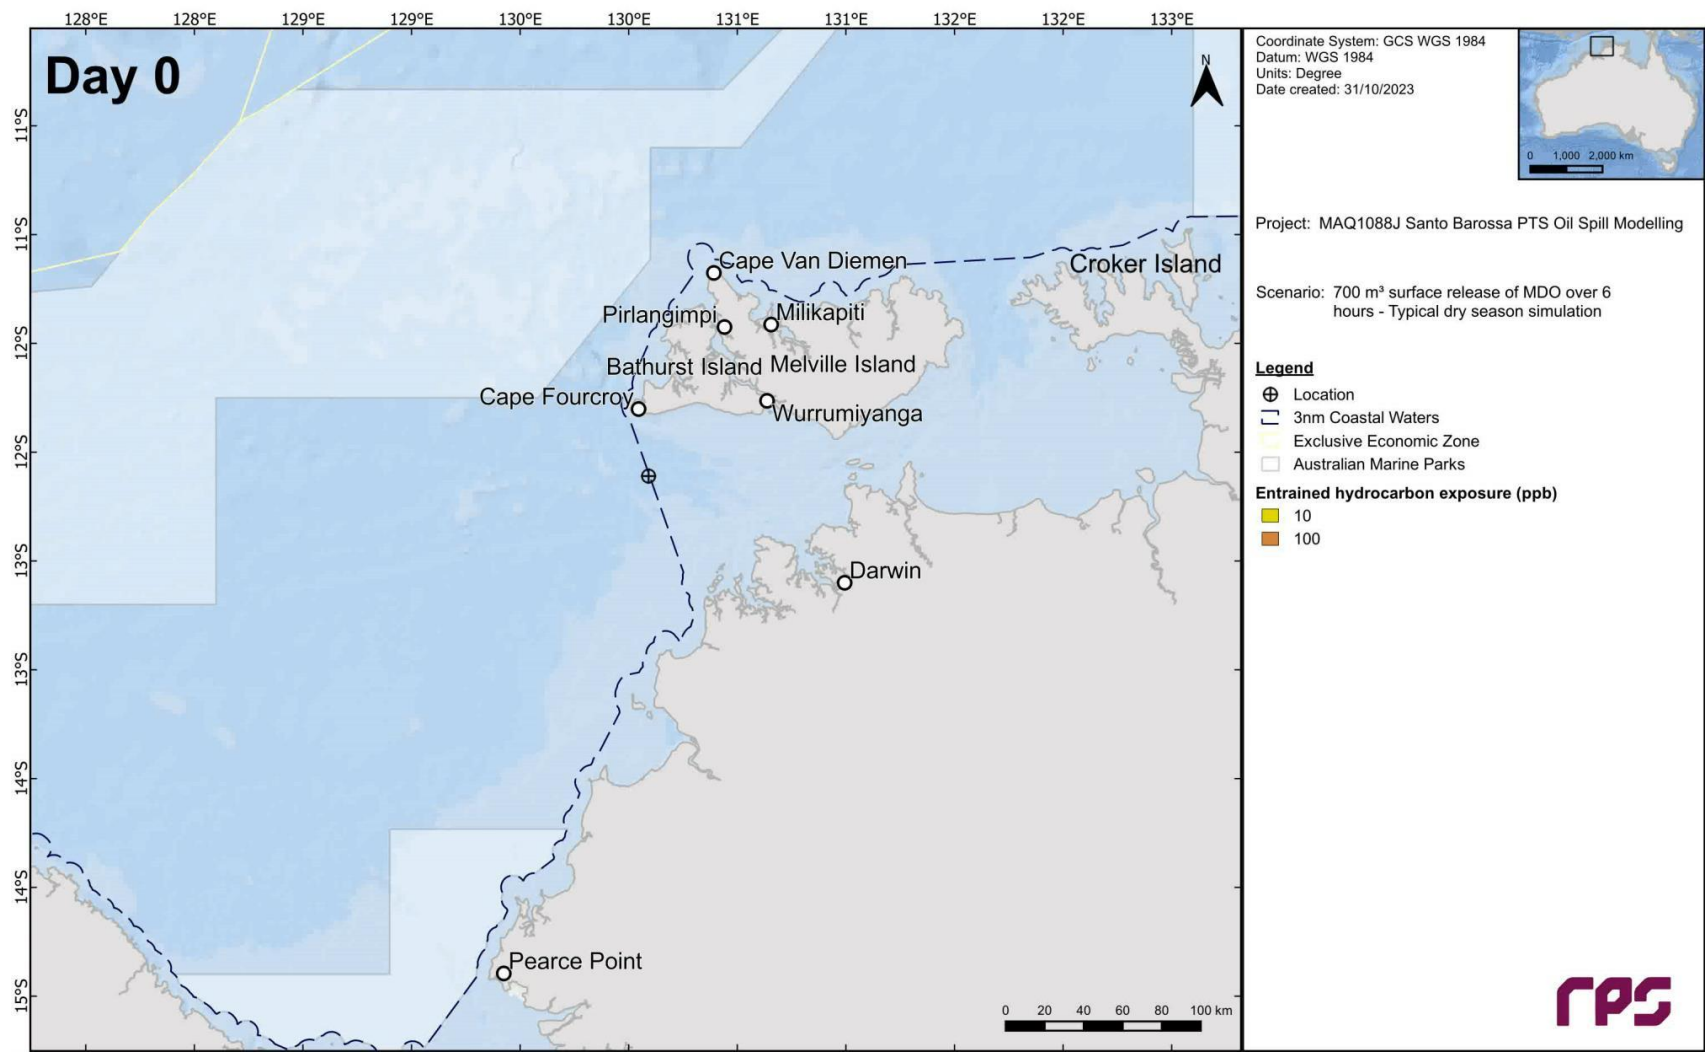 128°E 128°E 129°E 129°E 130°E 130°E 131°E 131°E 132°E 132°E 133°E
Day 0
N
11°S
11°S
12°S
12°S
13°S
13°S
14°S
14°S
15°S
Cape Van Diemen
Croker Island
Pirlangimpi
Milikapiti
Bathurst Island
Melville Island
Cape Fourcroy
Wurrumiyanga
Darwin
Pearce Point
0 20 40 60 80 100 km
Coordinate System: GCS WGS 1984
Datum: WGS 1984
Units: Degree
Date created: 31/10/2023
0 1,000 2,000 km
Project: MAQ1088J Santo Barossa PTS Oil Spill Modelling
Scenario: 700 m³ surface release of MDO over 6
hours - Typical dry season simulation
Legend
Location
3nm Coastal Waters
Exclusive Economic Zone
Australian Marine Parks
Entrained hydrocarbon exposure (ppb)
10
100
rps